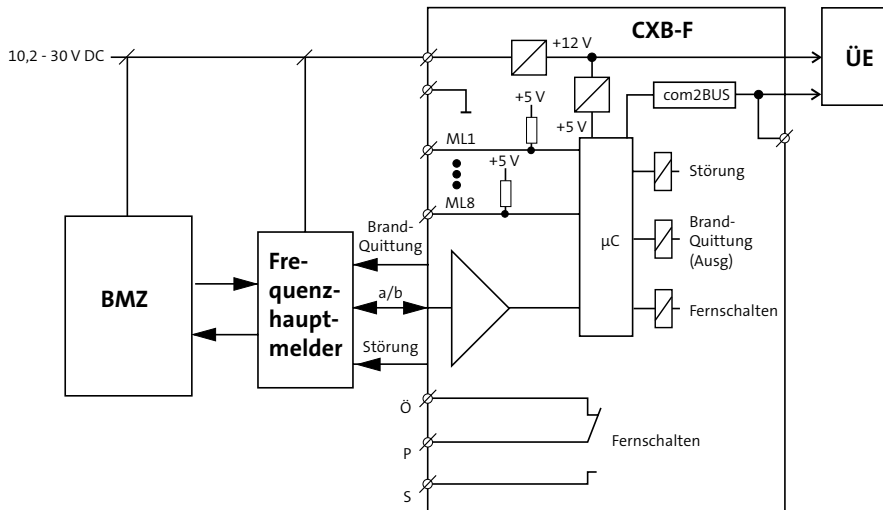 CXB-F
ÜE
10,2 - 30 V DC
+12 V
com2BUS
+5 V
+5 V
ML1
+5 V
ML8
µC
Störung
Brand-
Quittung
(Ausg)
Fernschalten
Brand-
Quittung
a/b
Störung
BMZ
Fre-
quenz-
haupt-
melder
Ö
P
S
Fernschalten